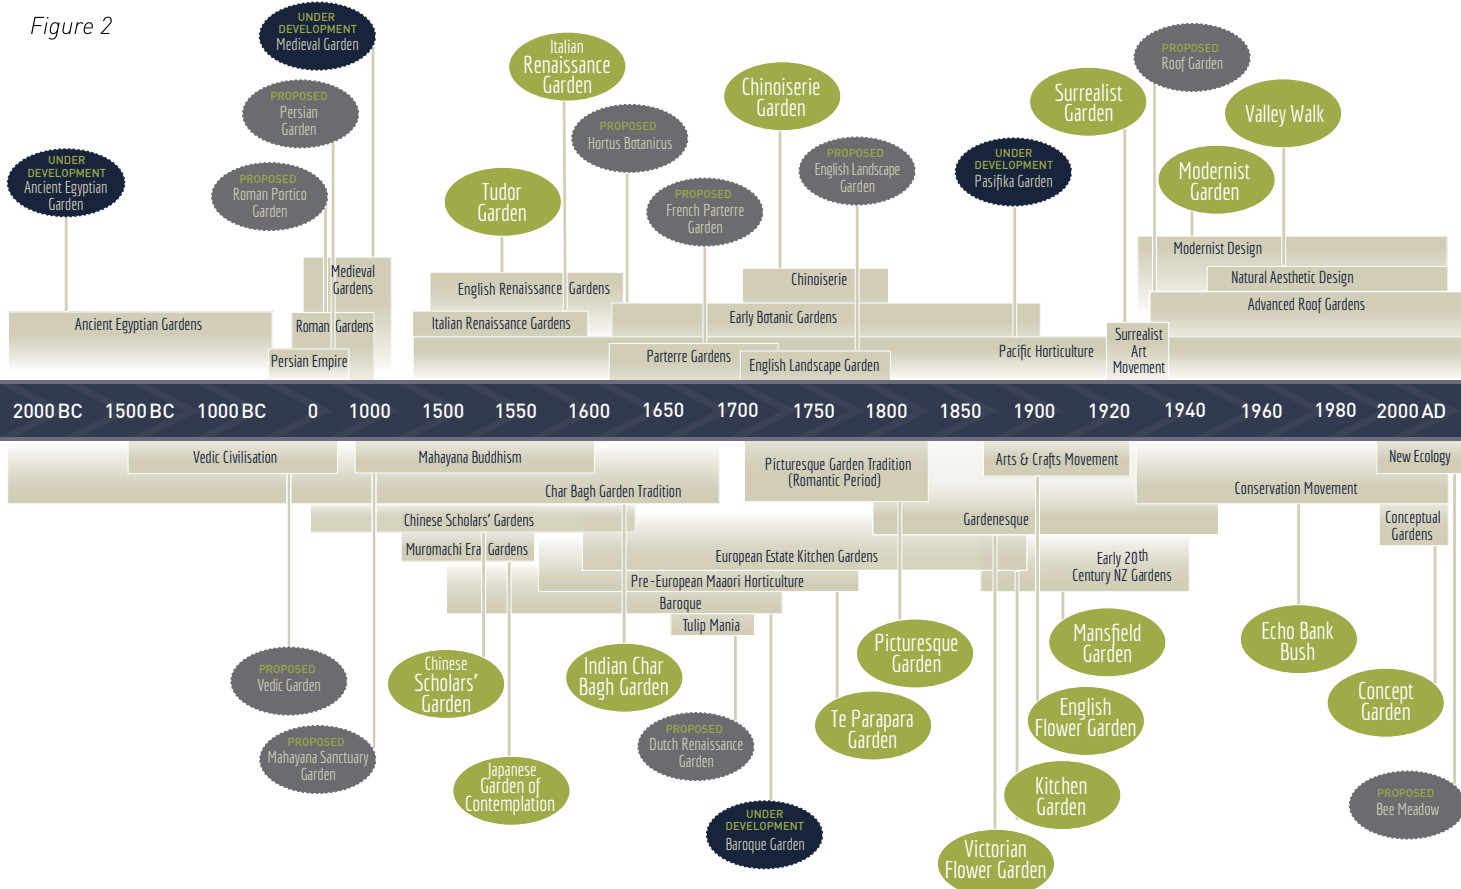 Figure 2
UNDER
DEVELOPMENT
Medieval Garden
PROPOSED
Persian
Garden
UNDER
DEVELOPMENT
Ancient Egyptian
Garden
PROPOSED
Roman Portico
Garden
Italian
Renaissance
Garden
PROPOSED
Hortus Botanicus
Tudor
Garden
PROPOSED
French Parterre
Garden
Chinoiserie
Garden
PROPOSED
English Landscape
Garden
UNDER
DEVELOPMENT
Pasifika Garden
Surrealist
Garden
PROPOSED
Roof Garden
Modernist
Garden
Valley Walk
Medieval
Gardens
Ancient Egyptian Gardens
Roman Gardens
Persian Empire
English Renaissance Gardens
Italian Renaissance Gardens
Chinoiserie
Early Botanic Gardens
Parterre Gardens
English Landscape Garden
Pacific Horticulture
Surrealist
Art
Movement
Modernist Design
Natural Aesthetic Design
Advanced Roof Gardens
2000 BC 1500 BC 1000 BC 0 1000 1500 1550 1600 1650 1700 1750 1800 1850 1900 1920 1940 1960 1980 2000 AD
Vedic Civilisation
Mahayana Buddhism
Char Bagh Garden Tradition
Chinese Scholars' Gardens
Muromachi Era Gardens
Picturesque Garden Tradition
(Romantic Period)
Arts & Crafts Movement
Gardenesque
European Estate Kitchen Gardens
Pre-European Maaori Horticulture
Baroque
Tulip Mania
Early 20th
Century NZ Gardens
New Ecology
Conservation Movement
Conceptual
Gardens
PROPOSED
Vedic Garden
PROPOSED
Mahayana Sanctuary
Garden
Chinese
Scholars'
Garden
Japanese
Garden of
Contemplation
Indian Char
Bagh Garden
PROPOSED
Dutch Renaissance
Garden
UNDER
DEVELOPMENT
Baroque Garden
Picturesque
Garden
Te Parapara
Garden
Mansfield
Garden
English
Flower Garden
Kitchen
Garden
Victorian
Flower Garden
Echo Bank
Bush
Concept
Garden
PROPOSED
Bee Meadow